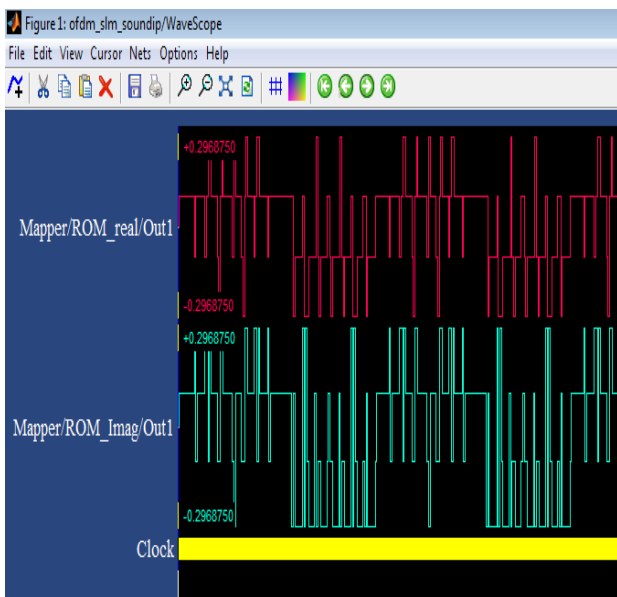 Figure 1: ofdm_slm_soundip/WaveScope
File Edit View Cursor Nets Options Help
+0.2968750
Mapper/ROM_real/Out1
-0.2968750
+0.2968750
Mapper/ROM_Imag/Out1
-0.2968750
Clock